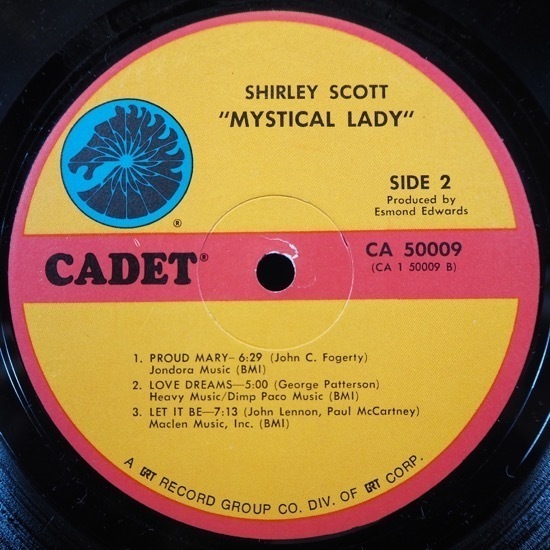 SHIRLEY SCOTT
"MYSTICAL LADY"
®
SIDE 2
Produced by
Esmond Edwards
CADET®
CA 50009
(CA 1 50009 B)
1. PROUD MARY—6:29 (John C. Fogerty)
Jondora Music (BMI)
2. LOVE DREAMS—5:00 (George Patterson)
Heavy Music/Dimp Paco Music (BMI)
3. LET IT BE—7:13 (John Lennon, Paul McCartney)
Maclen Music, Inc. (BMI)
A GRT RECORD GROUP CO. DIV. OF GRT CORP.